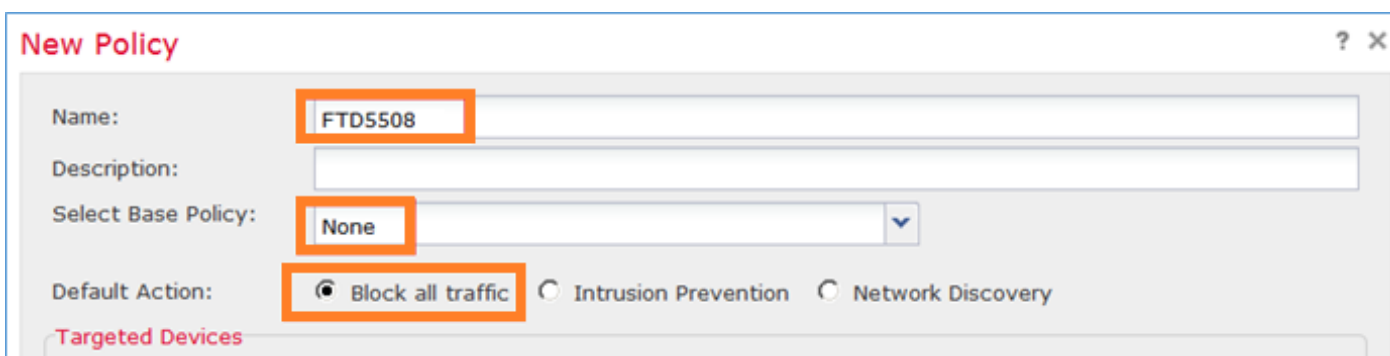 New Policy ? ×
Name: FTD5508
Description:
Select Base Policy: None
Default Action: Block all traffic Intrusion Prevention Network Discovery
Targeted Devices